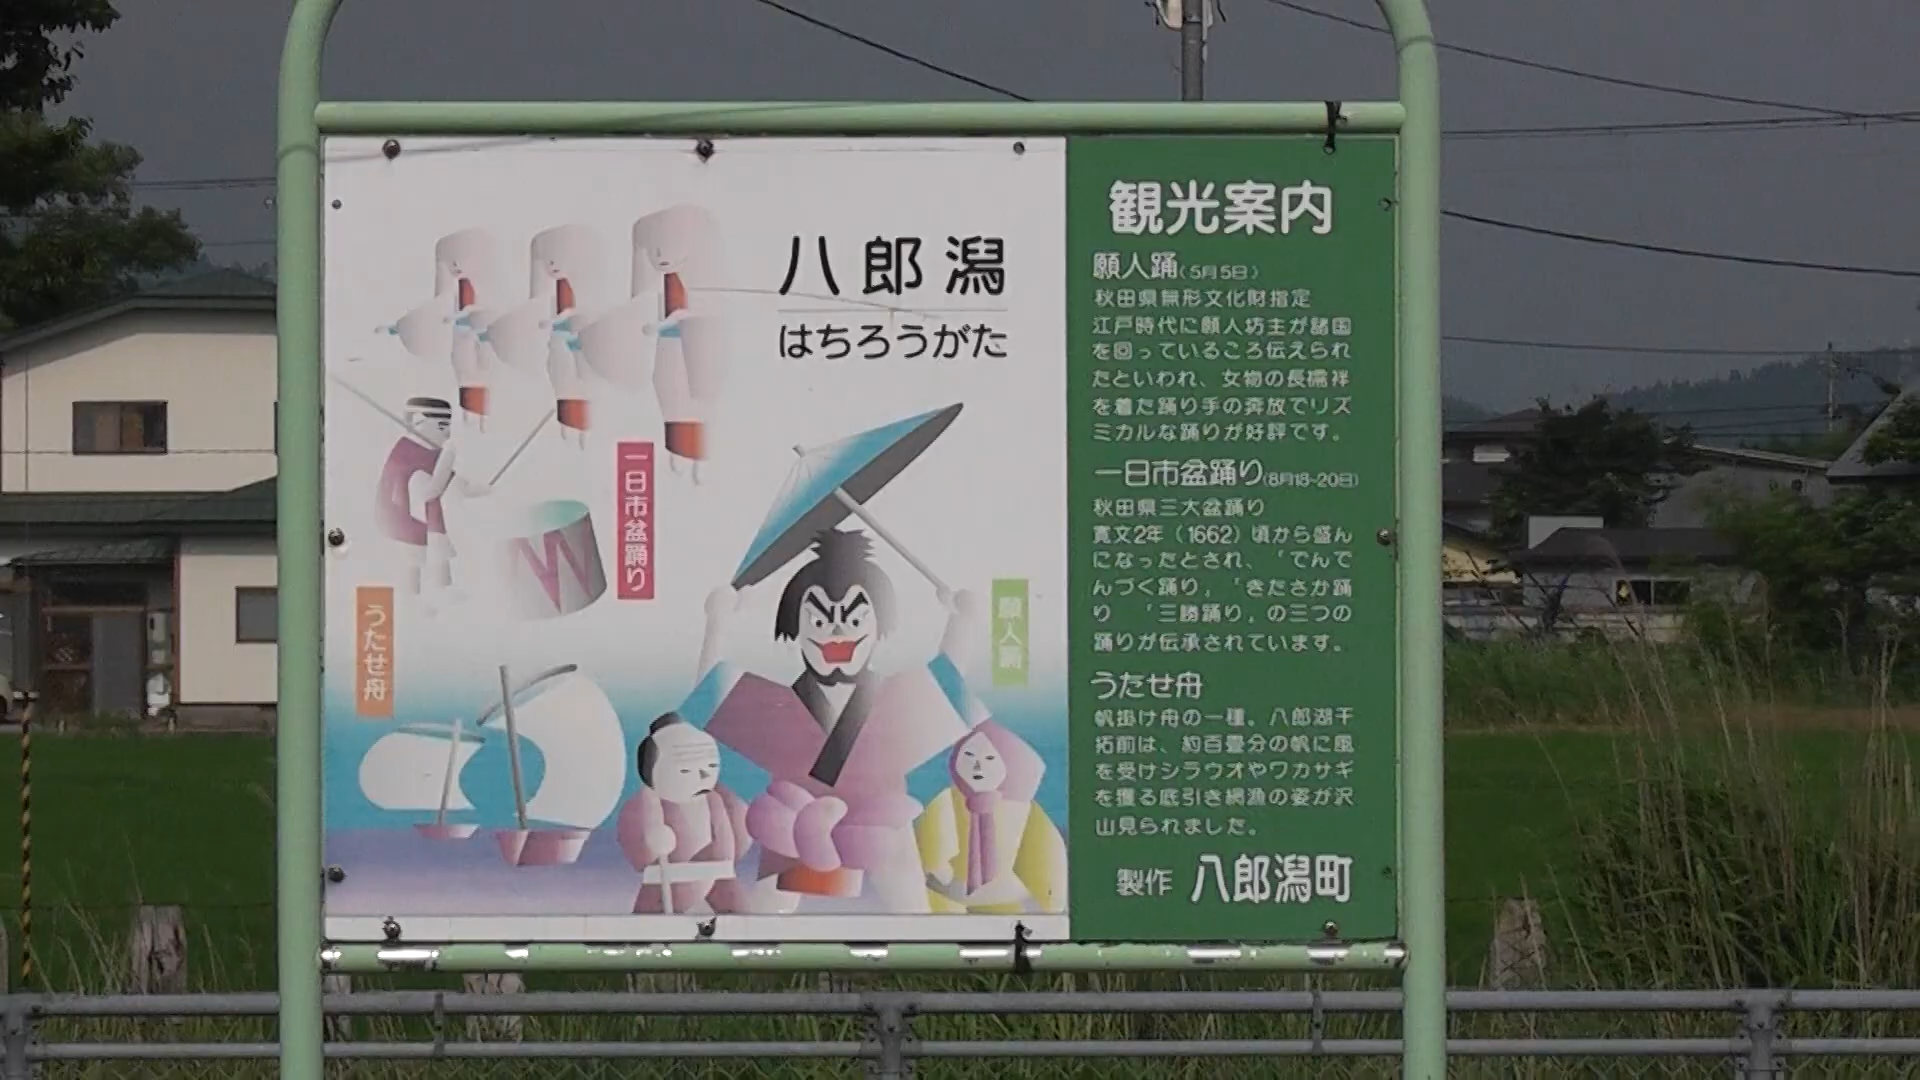 八郎潟
はちろうがた
一日市盆踊り
うたせ舟
願人踊
観光案内
願人踊(5月5日)
秋田県無形文化財指定
江戸時代に願人坊主が諸国
を回っているころ伝えられ
たといわれ、女物の長襦袢
を着た踊り手の奔放でリズ
ミカルな踊りが好評です。
一日市盆踊り(8月18~20日)
秋田県三大盆踊り
寛文2年(1662)頃から盛ん
になったとされ、「でんで
んづく踊り」「きたさか踊
り」「三勝踊り」の三つの
踊りが伝承されています。
うたせ舟
帆掛け舟の一種。八郎湖干
拓前は、約百畳分の帆に風
を受けシラウオやワカサギ
を獲る底引き網漁の姿が沢
山見られました。
製作 八郎潟町